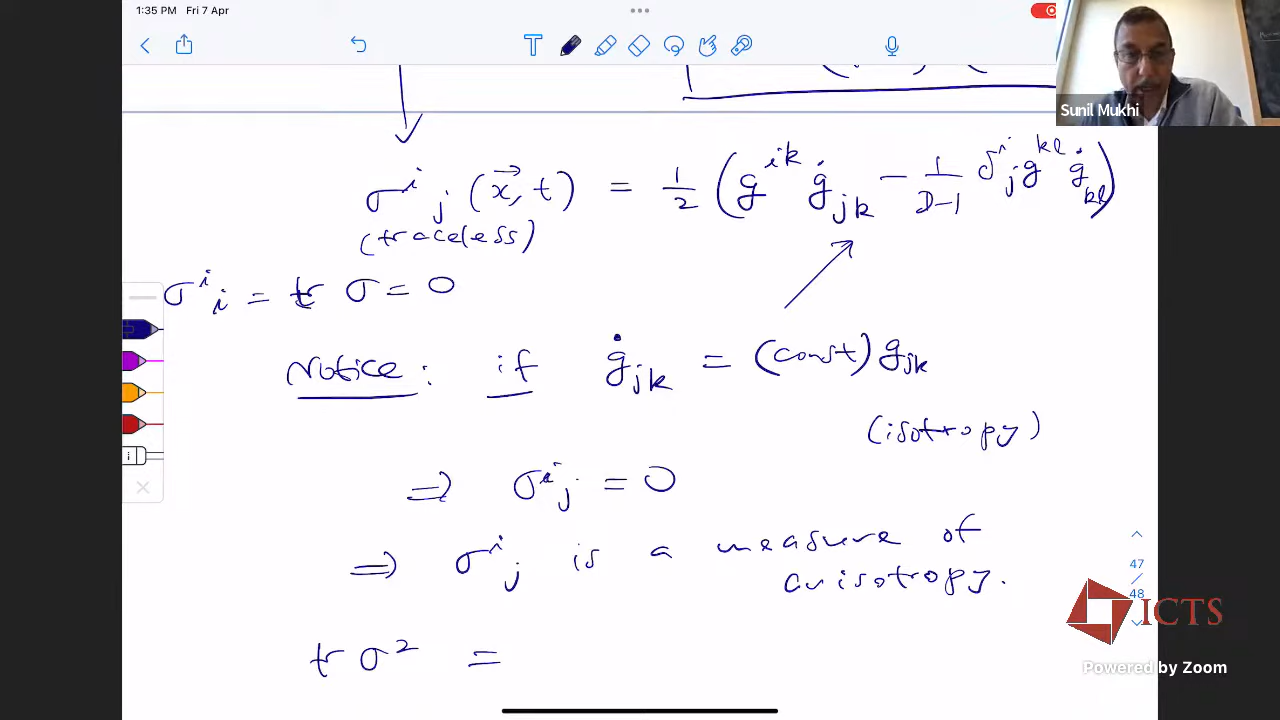 1:35 PM Fri 7 Apr
Sunil Mukhi
σ^i_j (x⃗, t) = 1/2 ( g^{ik} ġ_{jk} − 1/(D−1) δ^i_j g^{kl} ġ_{kl} )
(traceless)
σ^i_i = tr σ = 0
Notice: if ġ_{jk} = (const) g_{jk}
(isotropy)
⇒ σ^i_j = 0
⇒ σ^i_j is a measure of
anisotropy.
tr σ² =
47
/
48
ICTS
Powered by Zoom